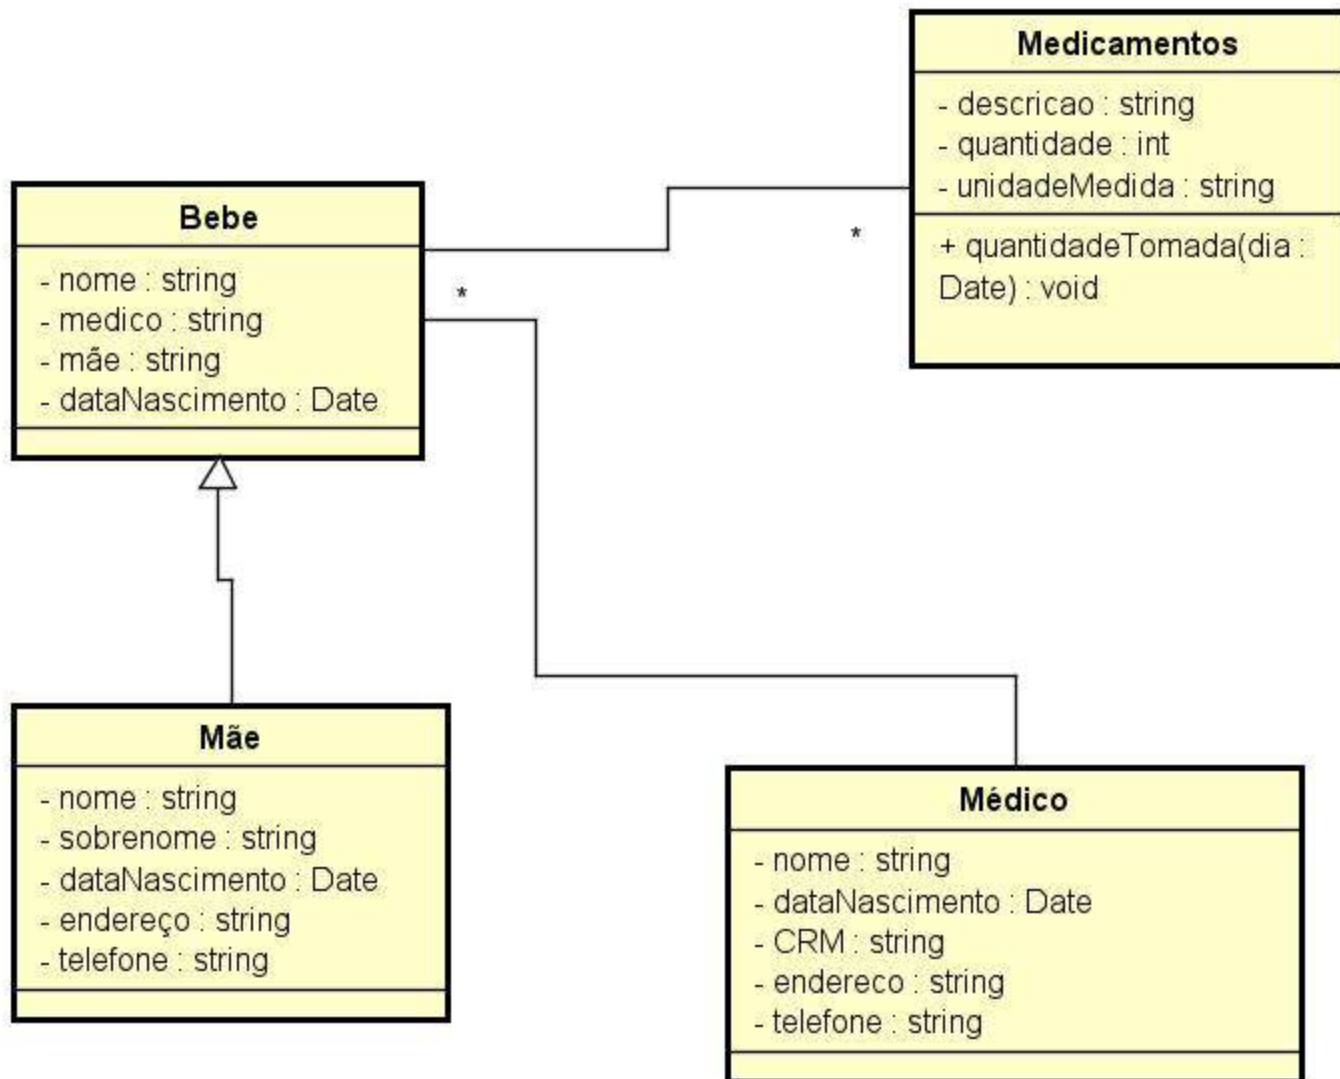 Medicamentos
- descricao : string
- quantidade : int
- unidadeMedida : string
+ quantidadeTomada(dia :
Date) : void
*
Bebe
- nome : string
- medico : string
- mãe : string
- dataNascimento : Date
*
Mãe
- nome : string
- sobrenome : string
- dataNascimento : Date
- endereço : string
- telefone : string
Médico
- nome : string
- dataNascimento : Date
- CRM : string
- endereco : string
- telefone : string